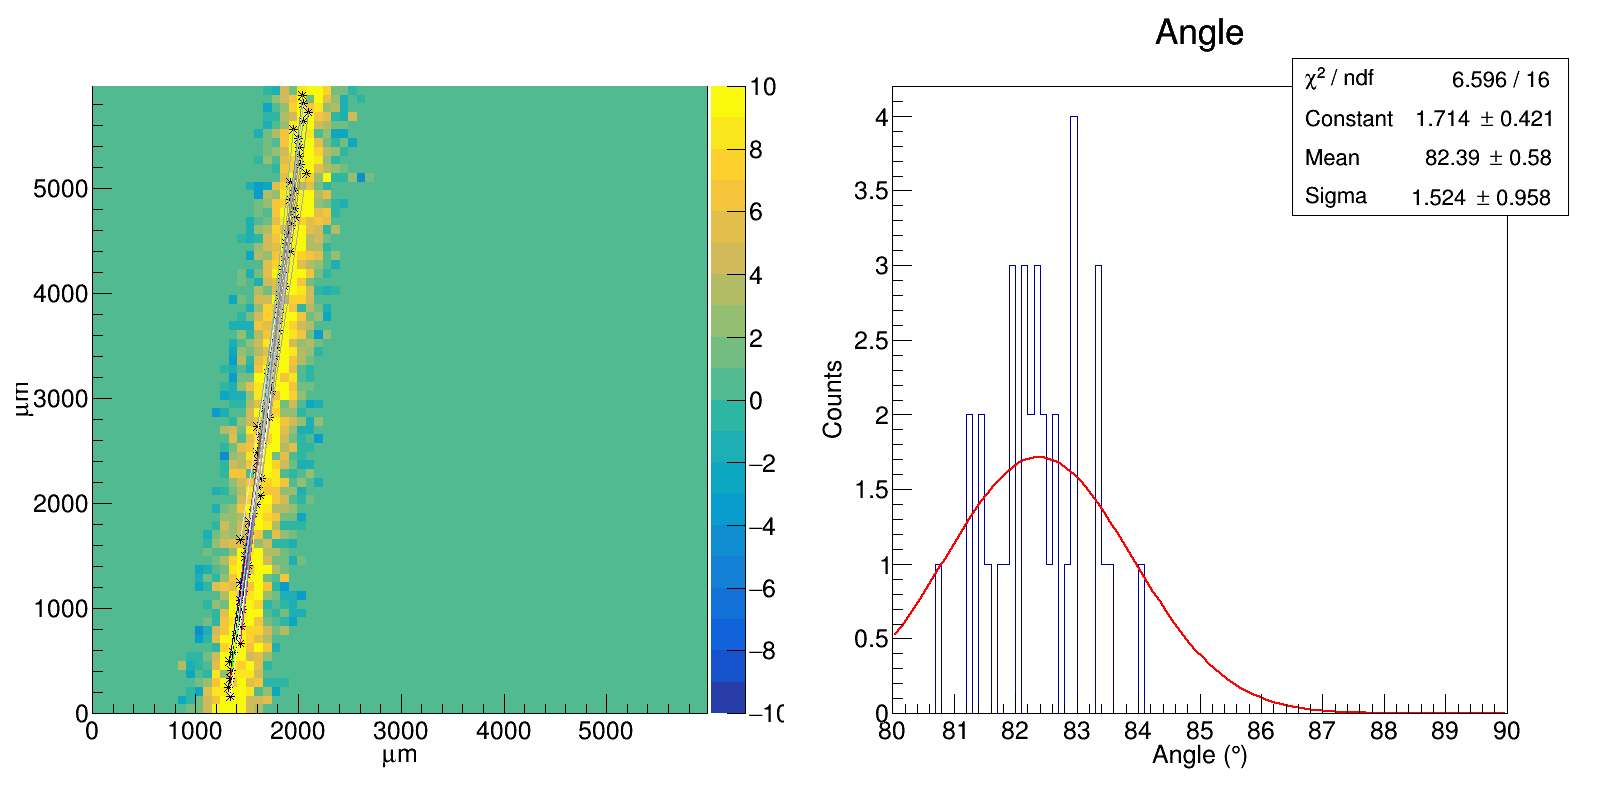 Angle
χ² / ndf 6.596 / 16
Constant 1.714 ± 0.421
Mean 82.39 ± 0.58
Sigma 1.524 ± 0.958
μm
5000
4000
3000
2000
1000
0
0 1000 2000 3000 4000 5000
μm
10
8
6
4
2
0
−2
−4
−6
−8
−10
Counts
4
3.5
3
2.5
2
1.5
1
0.5
0
80 81 82 83 84 85 86 87 88 89 90
Angle (°)